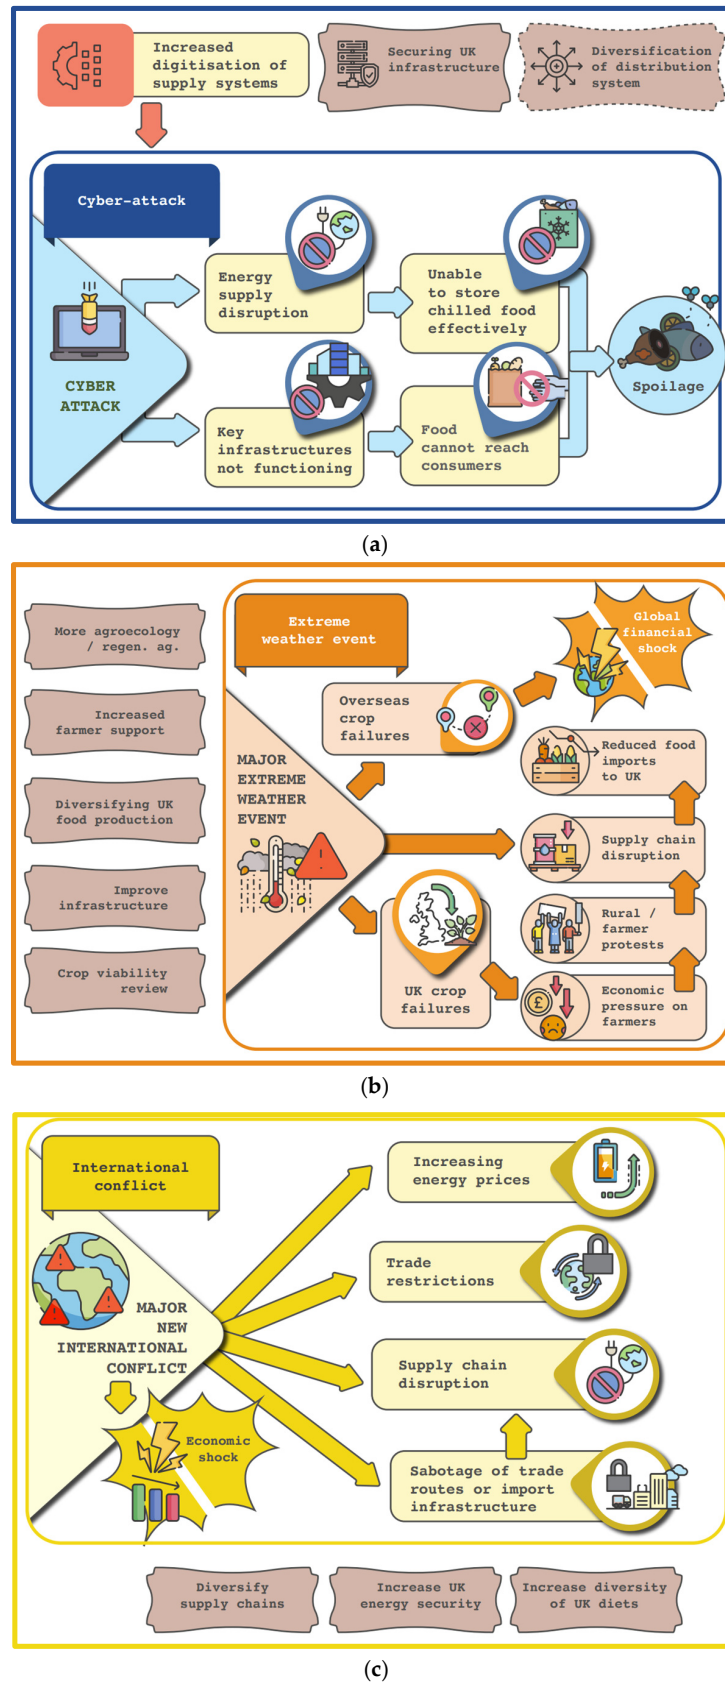 Increased
digitisation of
supply systems
Securing UK
infrastructure
Diversification
of distribution
system
Cyber-attack
CYBER
ATTACK
Energy
supply
disruption
Unable
to store
chilled food
effectively
Key
infrastructures
not functioning
Food
cannot reach
consumers
Spoilage
(a)
More agroecology
/ regen. ag.
Increased
farmer support
Diversifying UK
food production
Improve
infrastructure
Crop viability
review
Extreme
weather event
Global
financial
shock
Overseas
crop
failures
MAJOR
EXTREME
WEATHER
EVENT
Reduced food
imports
to UK
Supply chain
disruption
Rural /
farmer
protests
UK crop
failures
£
Economic
pressure on
farmers
(b)
International
conflict
MAJOR
NEW
INTERNATIONAL
CONFLICT
Economic
shock
Increasing
energy prices
Trade
restrictions
Supply chain
disruption
Sabotage of trade
routes or import
infrastructure
Diversify
supply chains
Increase UK
energy security
Increase diversity
of UK diets
(c)